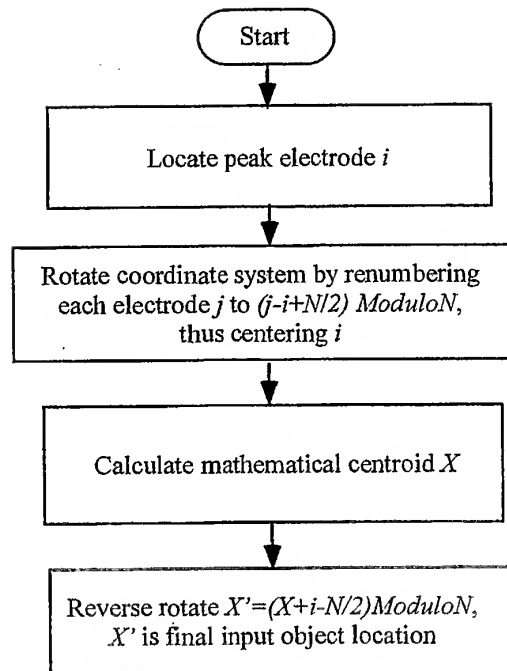 Start
Locate peak electrode i
Rotate coordinate system by renumbering
each electrode j to (j-i+N/2) ModuloN,
thus centering i
Calculate mathematical centroid X
Reverse rotate X'=(X+i-N/2)ModuloN,
X' is final input object location